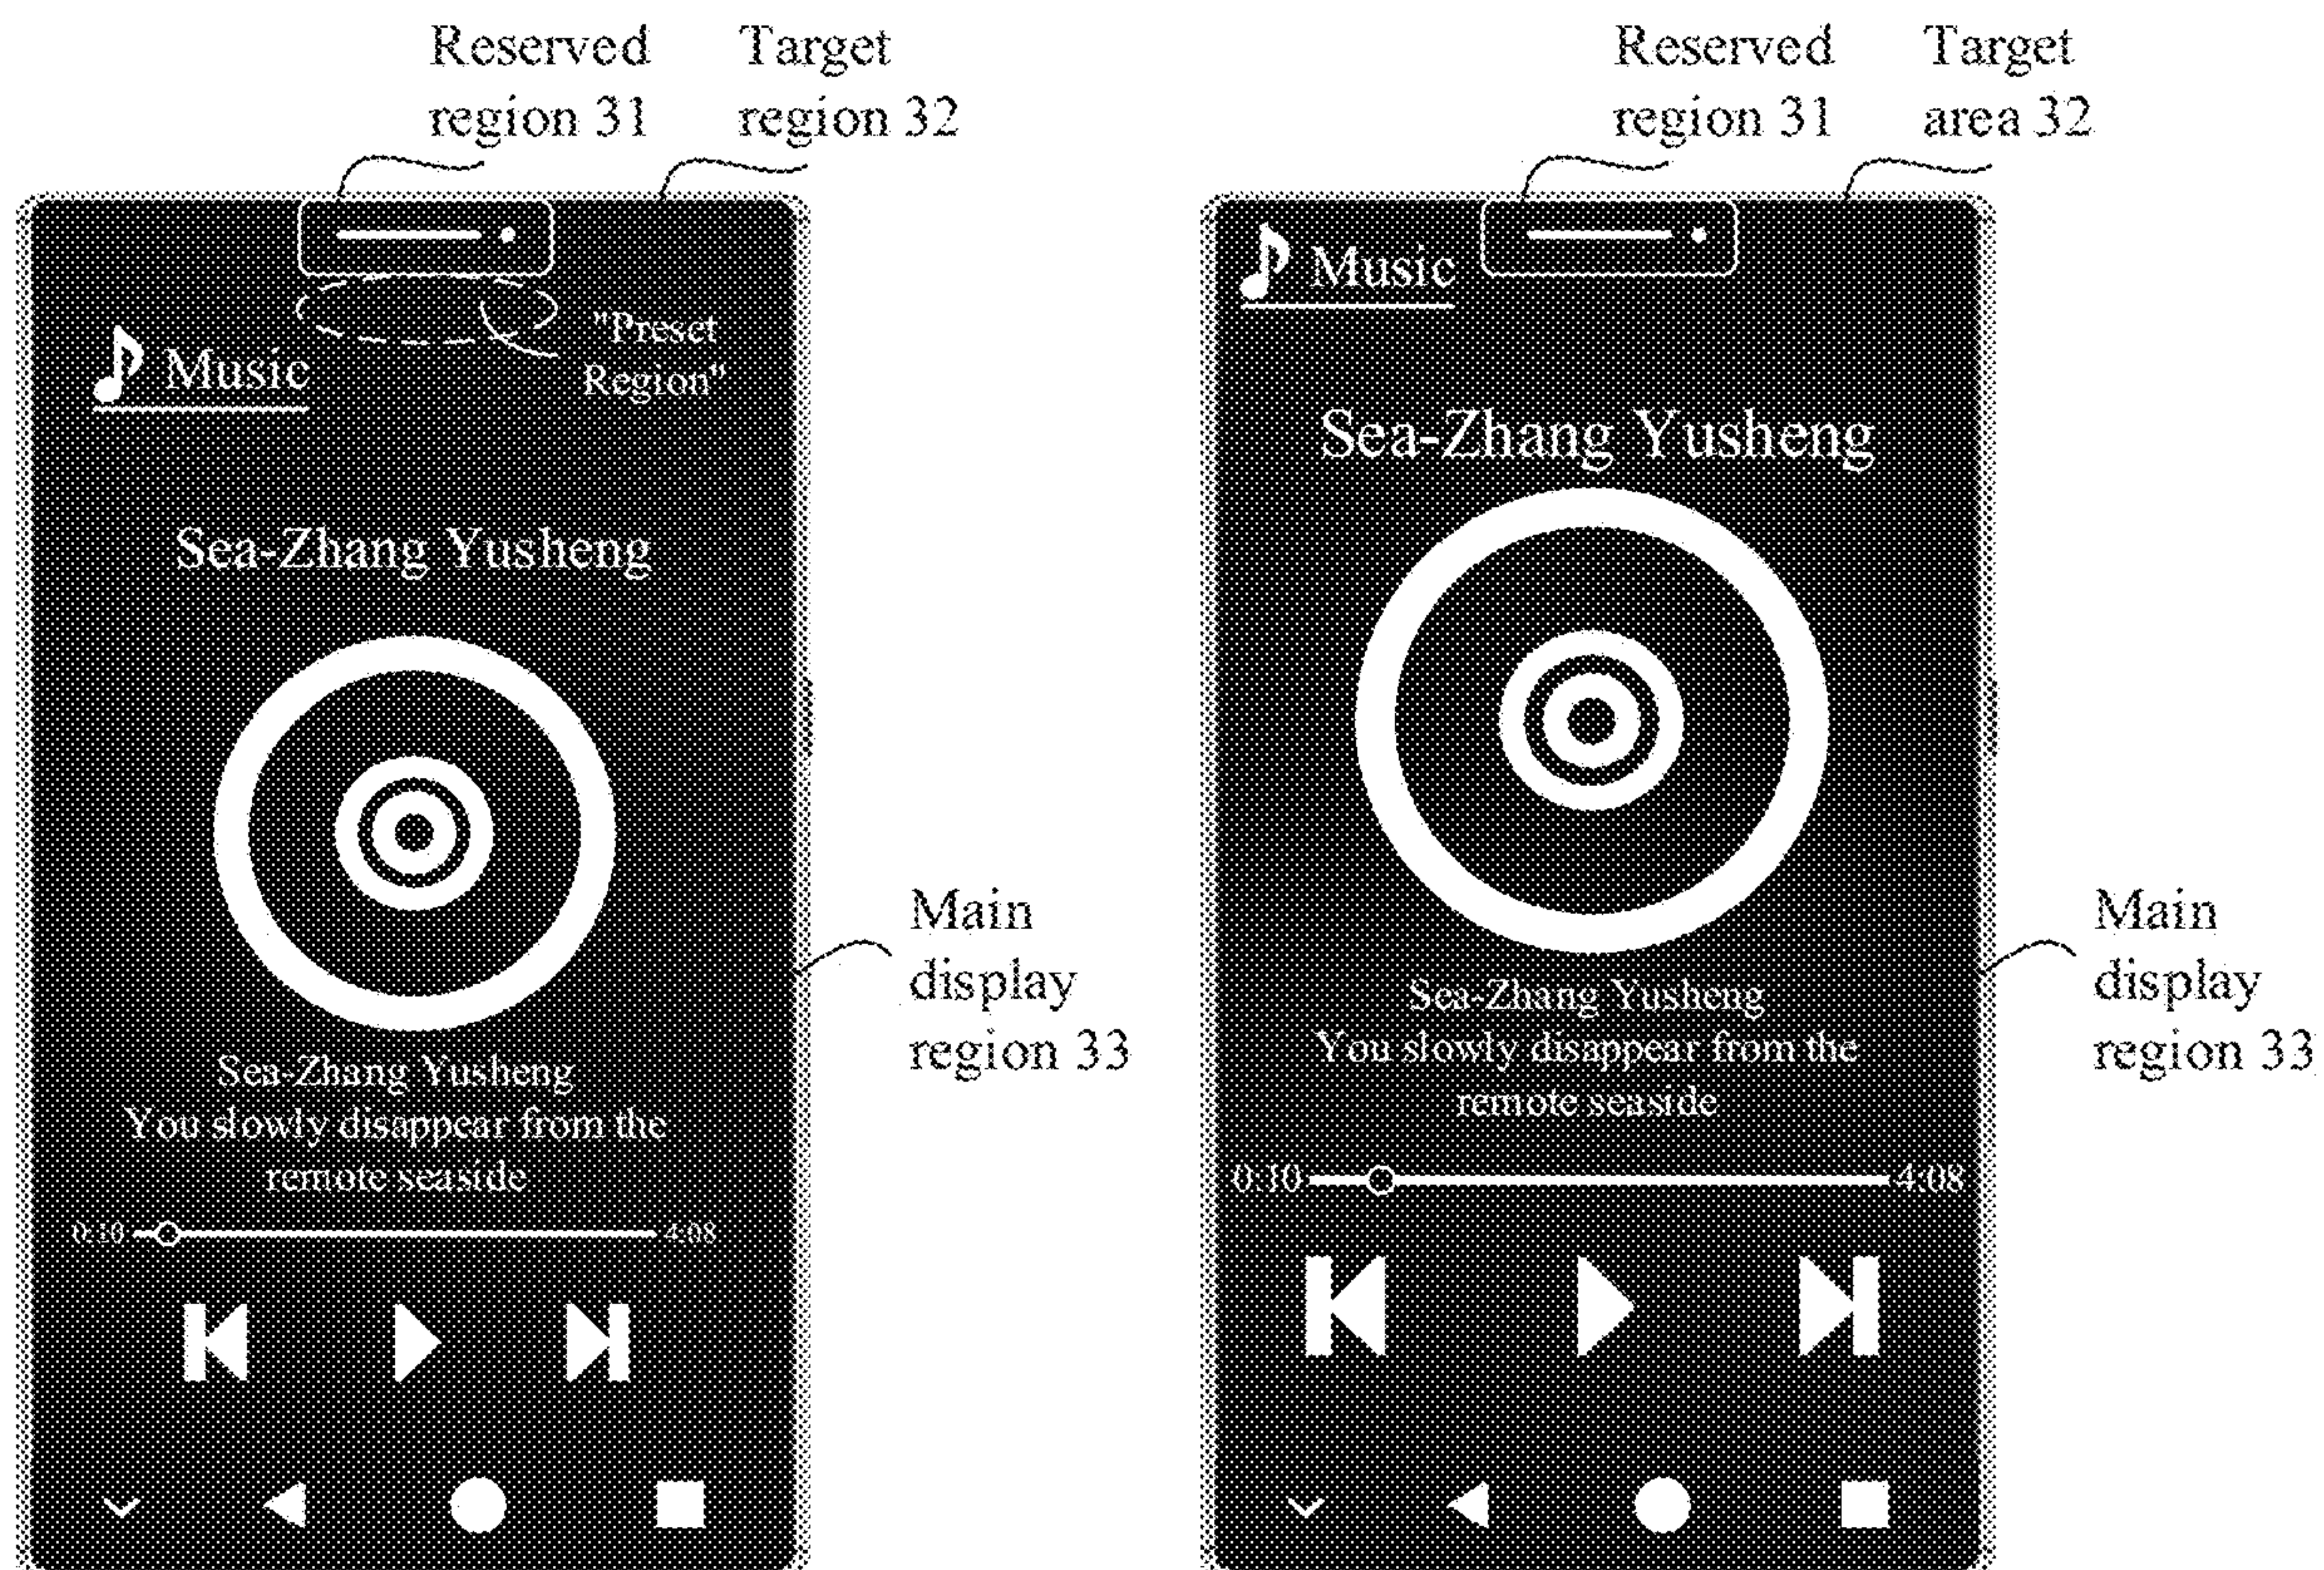 Reserved
region 31
Target
region 32
Music
"Preset
Region"
Sea-Zhang Yusheng
Sea-Zhang Yusheng
You slowly disappear from the
remote seaside
0:10
4:08
Main
display
region 33
Reserved
region 31
Target
area 32
Music
Sea-Zhang Yusheng
Sea-Zhang Yusheng
You slowly disappear from the
remote seaside
0:10
4:08
Main
display
region 33